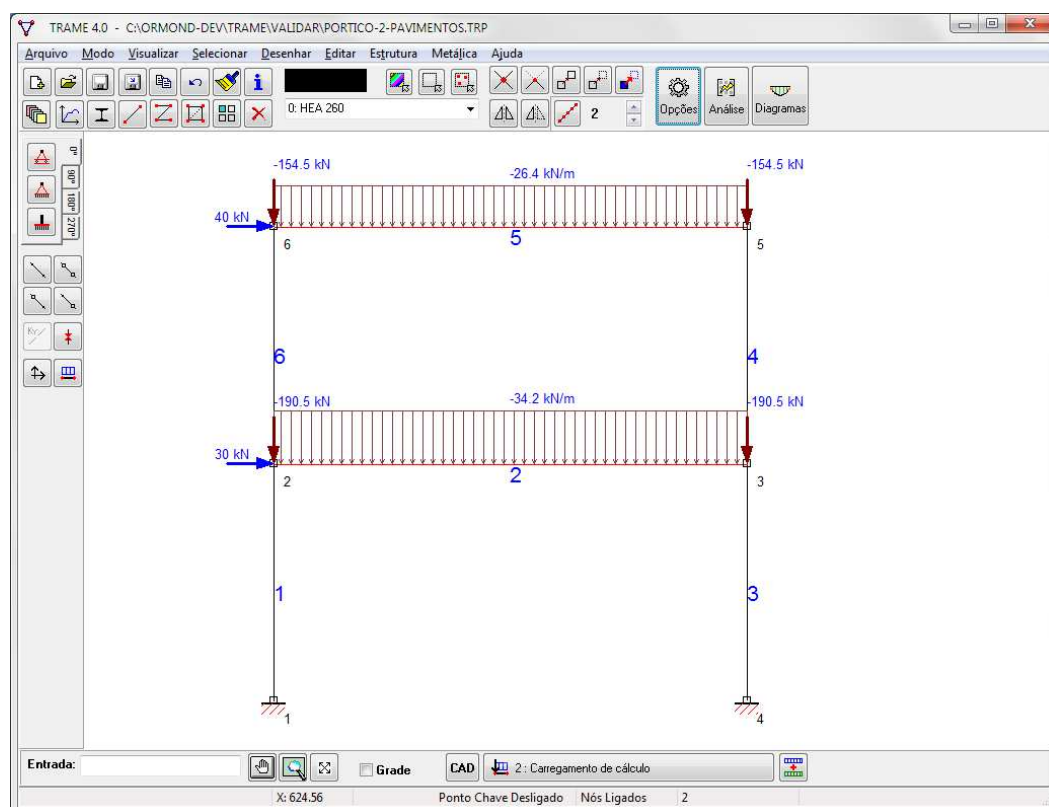 TRAME 4.0 - C:\ORMOND-DEV\TRAME\VALIDAR\PORTICO-2-PAVIMENTOS.TRP
Arquivo Modo Visualizar Selecionar Desenhar Editar Estrutura Metálica Ajuda
0: HEA 260
2
Opções Análise Diagramas
0°
90°
180°
270°
-154.5 kN
-26.4 kN/m
-154.5 kN
40 kN
6
5
5
6
4
-190.5 kN
-34.2 kN/m
-190.5 kN
30 kN
2
2
3
1
3
1
4
Entrada:
Grade
CAD
2 : Carregamento de cálculo
X: 624.56 Ponto Chave Desligado Nós Ligados 2